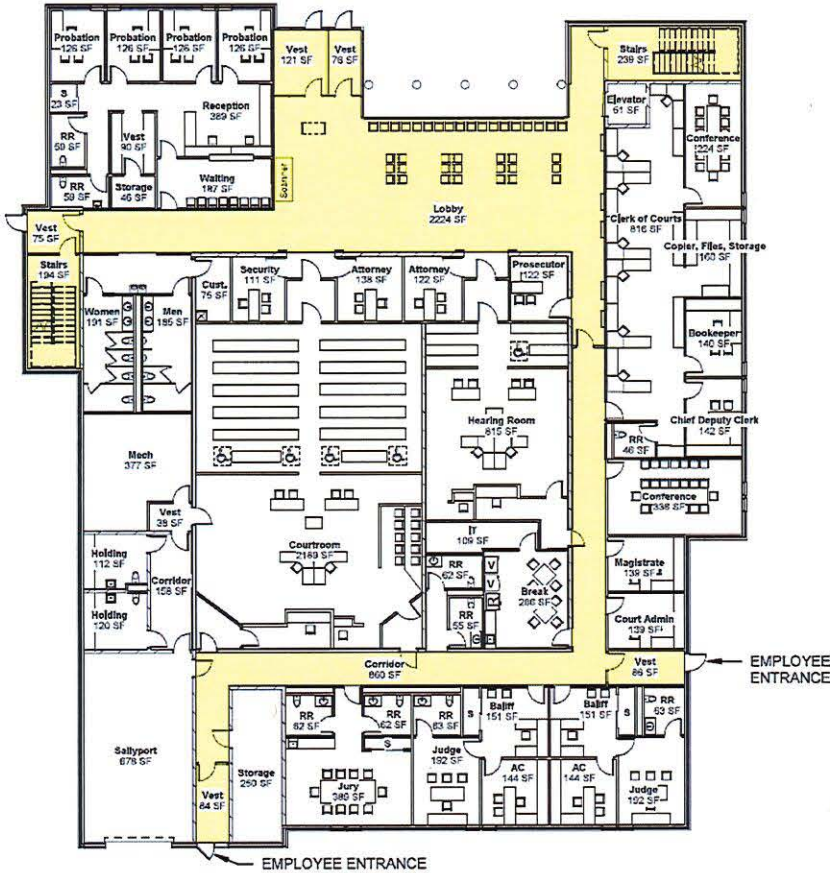 Probation
126 SF
Probation
126 SF
Probation
126 SF
Probation
126 SF
Vest
121 SF
Vest
76 SF
Stairs
239 SF
S
23 SF
Reception
389 SF
Elevator
61 SF
Conference
224 SF
RR
59 SF
Vest
90 SF
Waiting
187 SF
RR
59 SF
Storage
46 SF
Lobby
2224 SF
Clerk of Courts
816 SF
Copier, Files, Storage
160 SF
Vest
75 SF
Stairs
194 SF
Cust.
75 SF
Security
111 SF
Attorney
138 SF
Attorney
122 SF
Prosecutor
122 SF
Women
191 SF
Men
185 SF
Bookeeper
140 SF
Chief Deputy Clerk
142 SF
Hearing Room
815 SF
RR
46 SF
Mech
377 SF
Conference
336 SF
Vest
38 SF
Courtroom
2189 SF
IT
109 SF
Holding
112 SF
Corridor
158 SF
RR
62 SF
V
V
R
Break
286 SF
Magistrate
139 SF
Holding
120 SF
RR
55 SF
Court Admin
139 SF
Corridor
860 SF
Vest
86 SF
EMPLOYEE
ENTRANCE
RR
62 SF
RR
62 SF
RR
63 SF
S
Baliff
151 SF
Baliff
151 SF
S
RR
63 SF
Sallyport
678 SF
Storage
250 SF
S
Judge
192 SF
Jury
389 SF
AC
144 SF
AC
144 SF
Judge
192 SF
Vest
84 SF
EMPLOYEE ENTRANCE